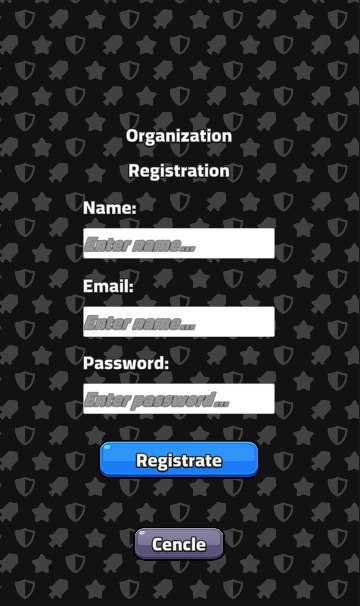 Organization
Registration
Name:
Enter name...
Email:
Enter name...
Password:
Enter password...
Registrate
Cencle